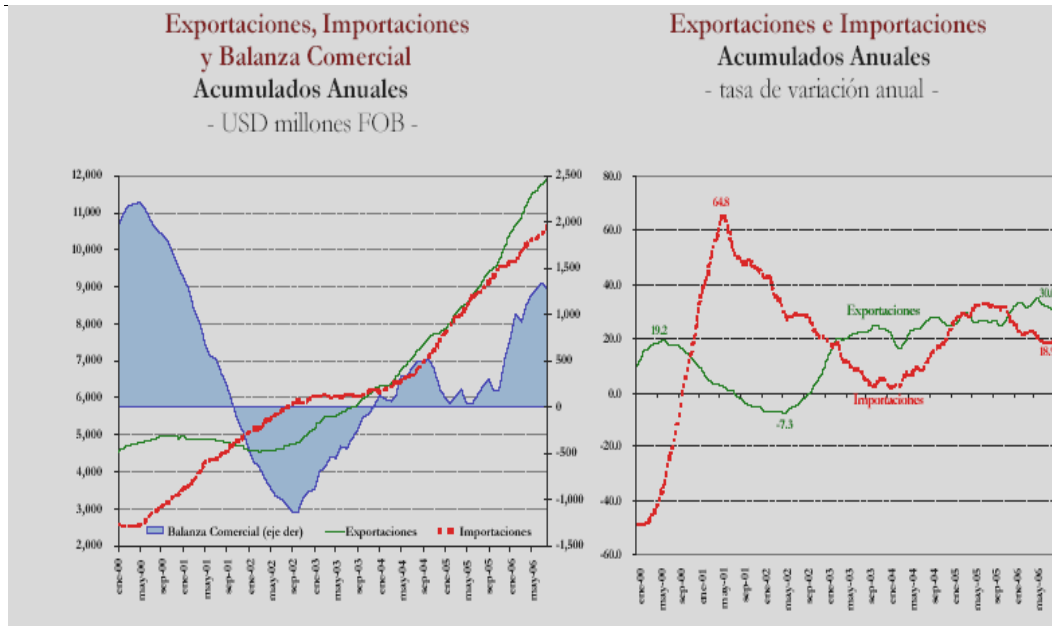 Exportaciones, Importaciones
y Balanza Comercial
Acumulados Anuales
- USD millones FOB -
12,000
11,000
10,000
9,000
8,000
7,000
6,000
5,000
4,000
3,000
2,000
2,500
2,000
1,500
1,000
500
0
-500
-1,000
-1,500
Balanza Comercial (eje der)
Exportaciones
Importaciones
ene-00
may-00
sep-00
ene-01
may-01
sep-01
ene-02
may-02
sep-02
ene-03
may-03
sep-03
ene-04
may-04
sep-04
ene-05
may-05
sep-05
ene-06
may-06
Exportaciones e Importaciones
Acumulados Anuales
- tasa de variación anual -
80.0
60.0
40.0
20.0
0.0
-20.0
-40.0
-60.0
64.8
19.2
Exportaciones
-7.3
Importaciones
ene-00
may-00
sep-00
ene-01
may-01
sep-01
ene-02
may-02
sep-02
ene-03
may-03
sep-03
ene-04
may-04
sep-04
ene-05
may-05
sep-05
ene-06
may-06